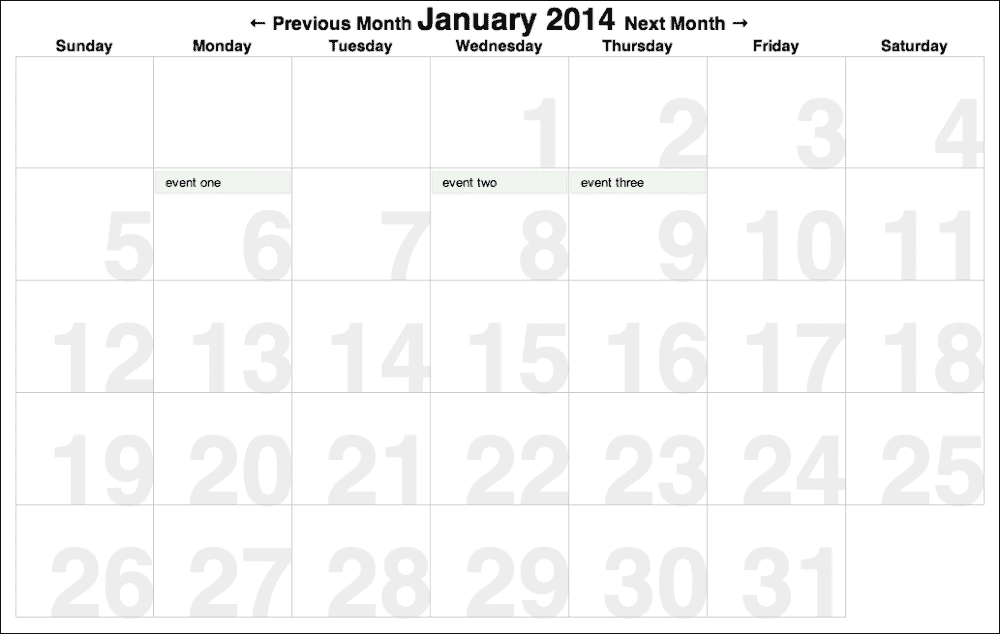 ← Previous Month January 2014 Next Month →
Sunday Monday Tuesday Wednesday Thursday Friday Saturday
1 2 3 4
event one event two event three
5 6 7 8 9 10 11
12 13 14 15 16 17 18
19 20 21 22 23 24 25
26 27 28 29 30 31